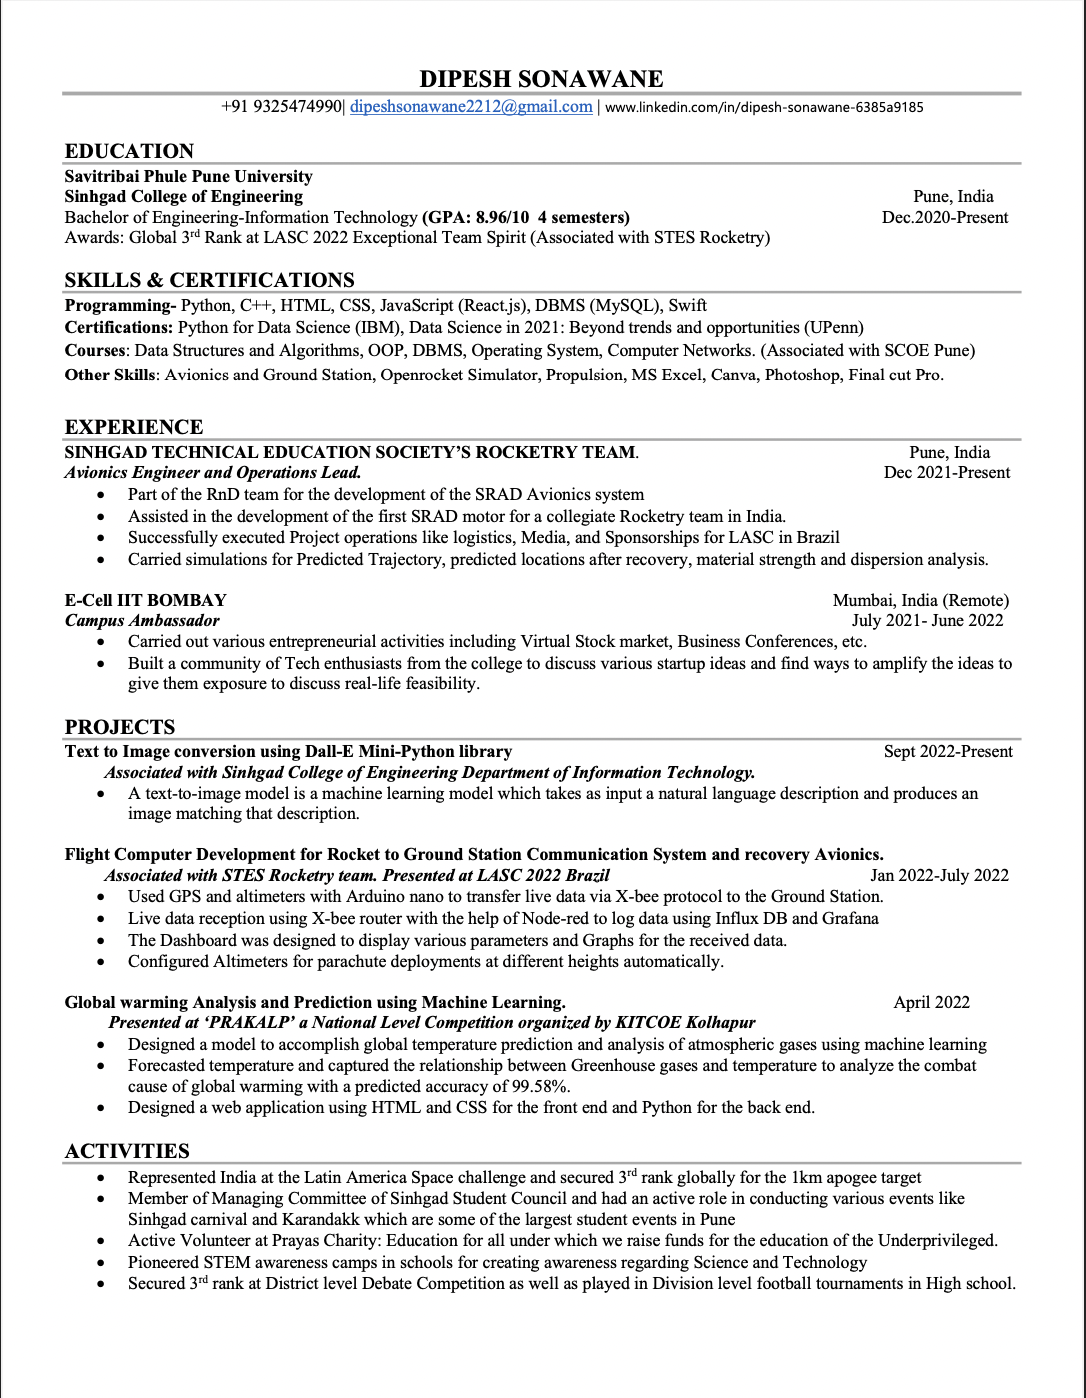 DIPESH SONAWANE
+91 9325474990| dipeshsonawane2212@gmail.com | www.linkedin.com/in/dipesh-sonawane-6385a9185
EDUCATION
Savitribai Phule Pune University
Sinhgad College of Engineering Pune, India
Bachelor of Engineering-Information Technology (GPA: 8.96/10 4 semesters) Dec.2020-Present
Awards: Global 3rd Rank at LASC 2022 Exceptional Team Spirit (Associated with STES Rocketry)
SKILLS & CERTIFICATIONS
Programming- Python, C++, HTML, CSS, JavaScript (React.js), DBMS (MySQL), Swift
Certifications: Python for Data Science (IBM), Data Science in 2021: Beyond trends and opportunities (UPenn)
Courses: Data Structures and Algorithms, OOP, DBMS, Operating System, Computer Networks. (Associated with SCOE Pune)
Other Skills: Avionics and Ground Station, Openrocket Simulator, Propulsion, MS Excel, Canva, Photoshop, Final cut Pro.
EXPERIENCE
SINHGAD TECHNICAL EDUCATION SOCIETY’S ROCKETRY TEAM. Pune, India
Avionics Engineer and Operations Lead. Dec 2021-Present
• Part of the RnD team for the development of the SRAD Avionics system
• Assisted in the development of the first SRAD motor for a collegiate Rocketry team in India.
• Successfully executed Project operations like logistics, Media, and Sponsorships for LASC in Brazil
• Carried simulations for Predicted Trajectory, predicted locations after recovery, material strength and dispersion analysis.
E-Cell IIT BOMBAY Mumbai, India (Remote)
Campus Ambassador July 2021- June 2022
• Carried out various entrepreneurial activities including Virtual Stock market, Business Conferences, etc.
• Built a community of Tech enthusiasts from the college to discuss various startup ideas and find ways to amplify the ideas to
give them exposure to discuss real-life feasibility.
PROJECTS
Text to Image conversion using Dall-E Mini-Python library Sept 2022-Present
Associated with Sinhgad College of Engineering Department of Information Technology.
• A text-to-image model is a machine learning model which takes as input a natural language description and produces an
image matching that description.
Flight Computer Development for Rocket to Ground Station Communication System and recovery Avionics.
Associated with STES Rocketry team. Presented at LASC 2022 Brazil Jan 2022-July 2022
• Used GPS and altimeters with Arduino nano to transfer live data via X-bee protocol to the Ground Station.
• Live data reception using X-bee router with the help of Node-red to log data using Influx DB and Grafana
• The Dashboard was designed to display various parameters and Graphs for the received data.
• Configured Altimeters for parachute deployments at different heights automatically.
Global warming Analysis and Prediction using Machine Learning. April 2022
Presented at ‘PRAKALP’ a National Level Competition organized by KITCOE Kolhapur
• Designed a model to accomplish global temperature prediction and analysis of atmospheric gases using machine learning
• Forecasted temperature and captured the relationship between Greenhouse gases and temperature to analyze the combat
cause of global warming with a predicted accuracy of 99.58%.
• Designed a web application using HTML and CSS for the front end and Python for the back end.
ACTIVITIES
• Represented India at the Latin America Space challenge and secured 3rd rank globally for the 1km apogee target
• Member of Managing Committee of Sinhgad Student Council and had an active role in conducting various events like
Sinhgad carnival and Karandakk which are some of the largest student events in Pune
• Active Volunteer at Prayas Charity: Education for all under which we raise funds for the education of the Underprivileged.
• Pioneered STEM awareness camps in schools for creating awareness regarding Science and Technology
• Secured 3rd rank at District level Debate Competition as well as played in Division level football tournaments in High school.